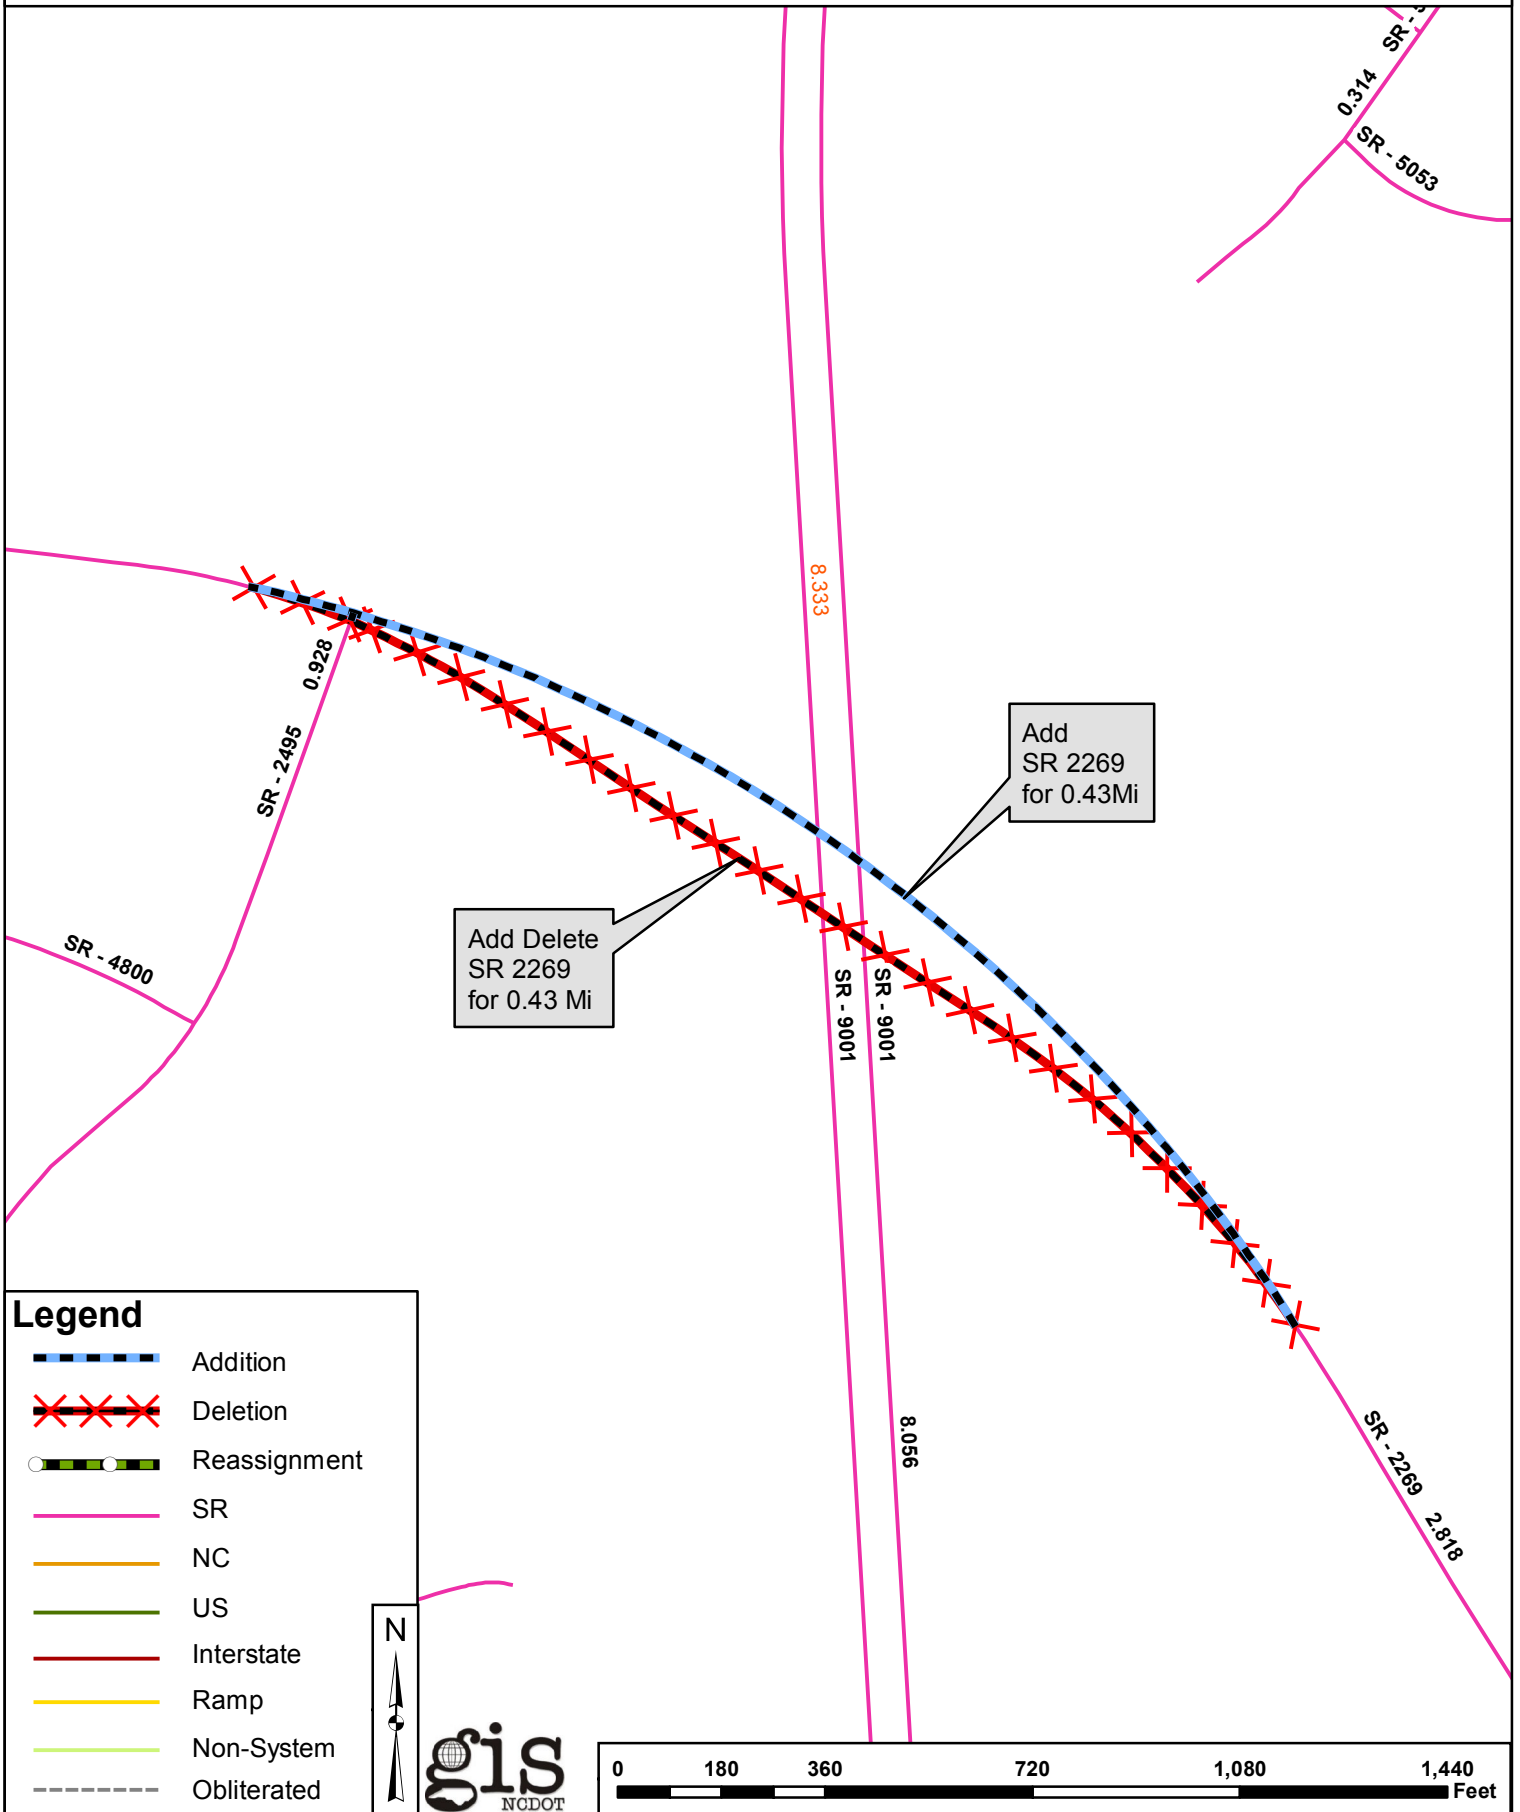 SR -
0.314
SR - 5053
8.333
0.928
SR - 2495
SR - 4800
Add
SR 2269
for 0.43Mi
Add Delete
SR 2269
for 0.43 Mi
SR - 9001
SR - 9001
8.056
SR - 2269
2.818
Legend
Addition
Deletion
Reassignment
SR
NC
US
Interstate
Ramp
Non-System
Obliterated
N
gis
NCDOT
0 180 360 720 1,080 1,440
Feet